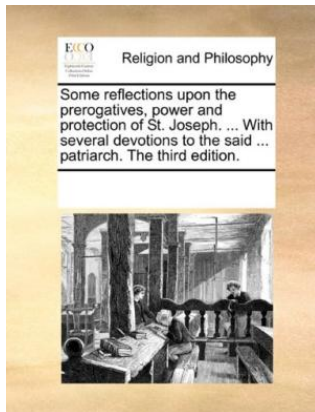 ECCO
Religion and Philosophy
Some reflections upon the
prerogatives, power and
protection of St. Joseph. ... With
several devotions to the said ...
patriarch. The third edition.